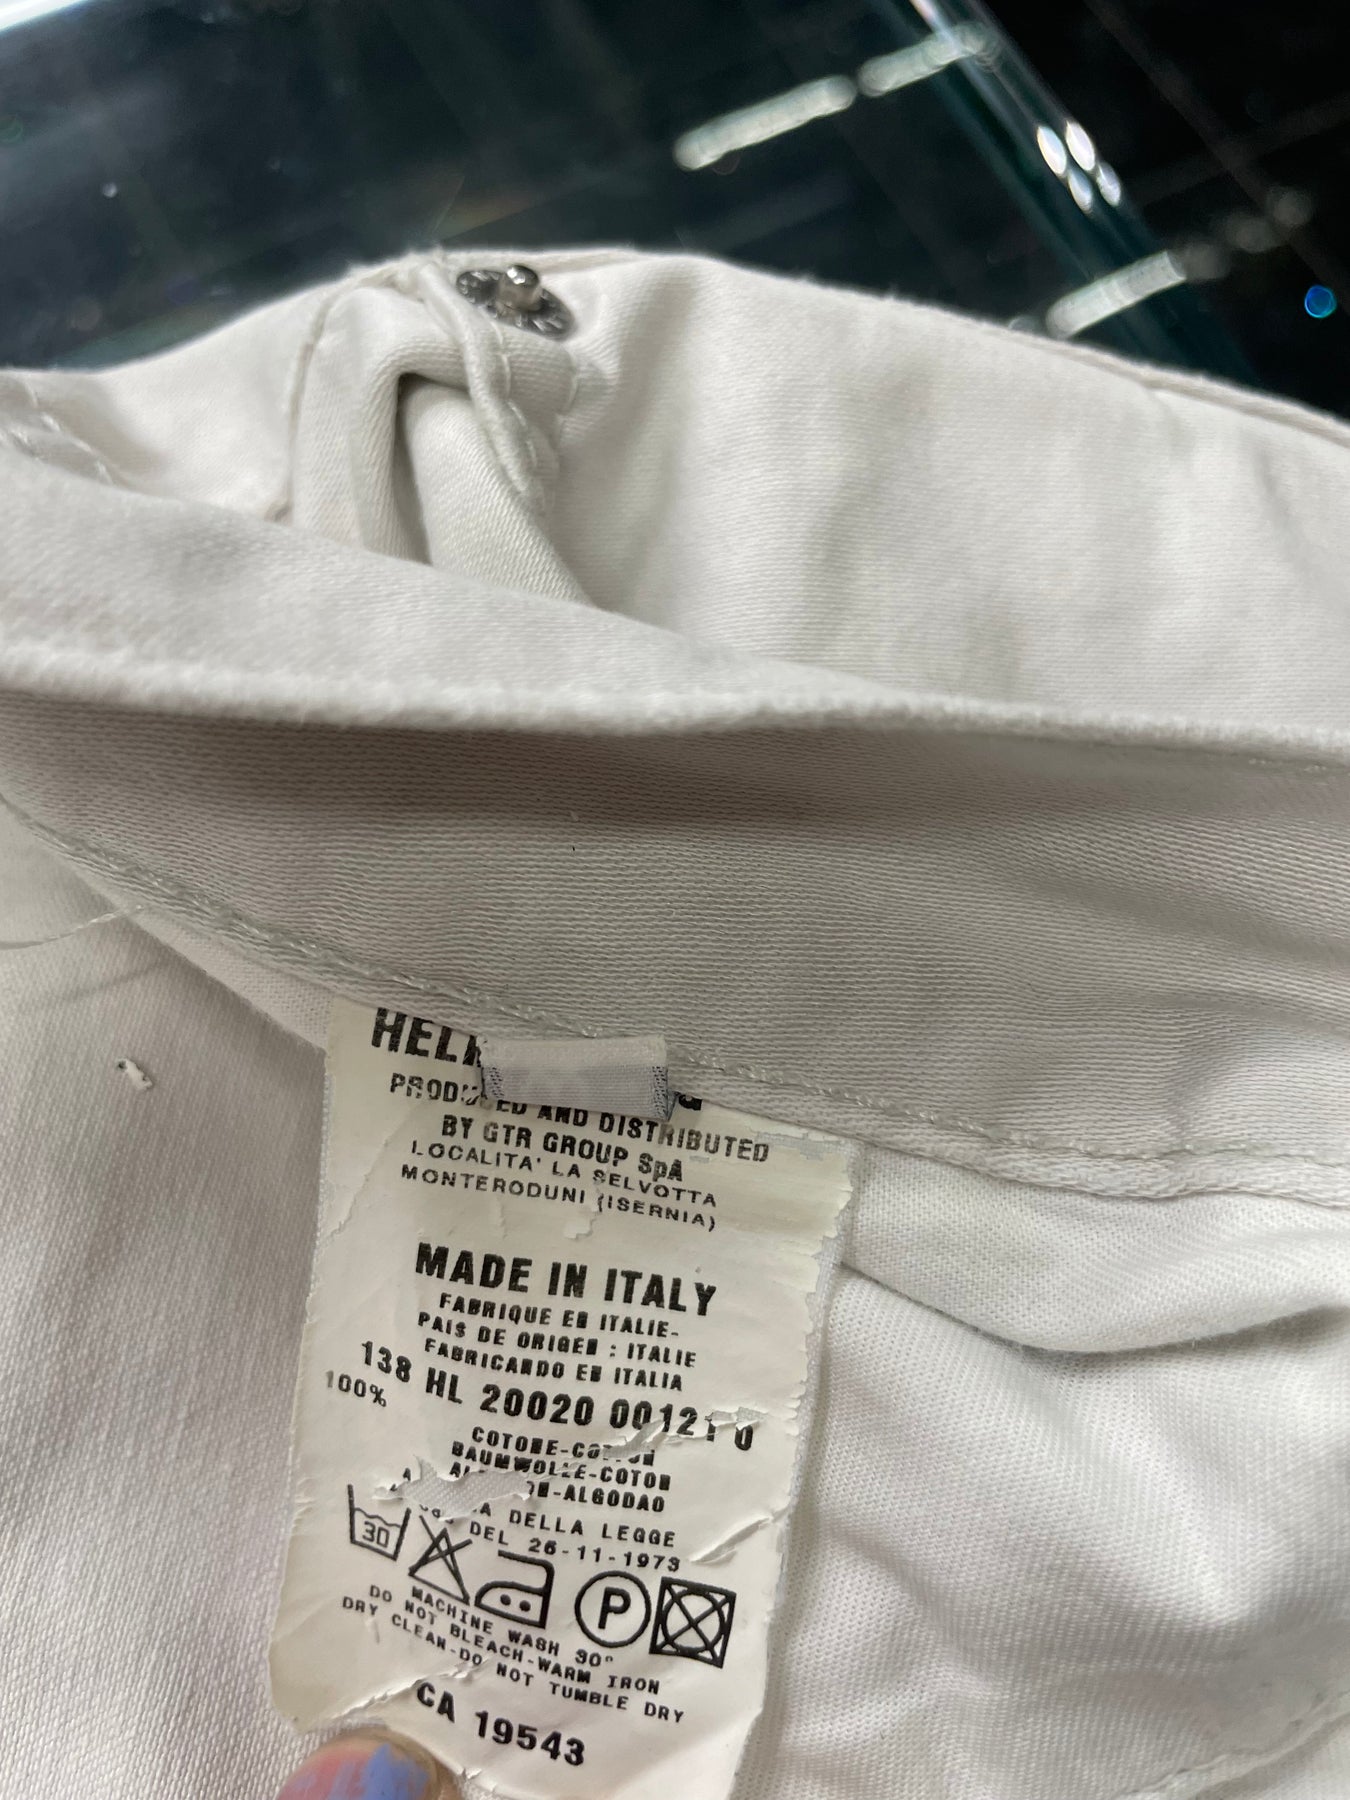 HEL
PRODUCED AND DISTRIBUTED
BY GTR GROUP SpA
LOCALITA' LA SELVOTTA
MONTERODUNI (ISERNIA)
MADE IN ITALY
FABRIQUE EN ITALIE-
PAIS DE ORIGEN : ITALIE
FABRICANDO EN ITALIA
138 HL 20020 00121 0
100%
COTONE-COTTON
BAUMWOLLE-COTON
-ALGODAO
DELLA LEGGE
DEL 26-11-1973
30
P
MACHINE WASH 30°
DO NOT BLEACH-WARM IRON
DRY CLEAN-DO NOT TUMBLE DRY
CA 19543